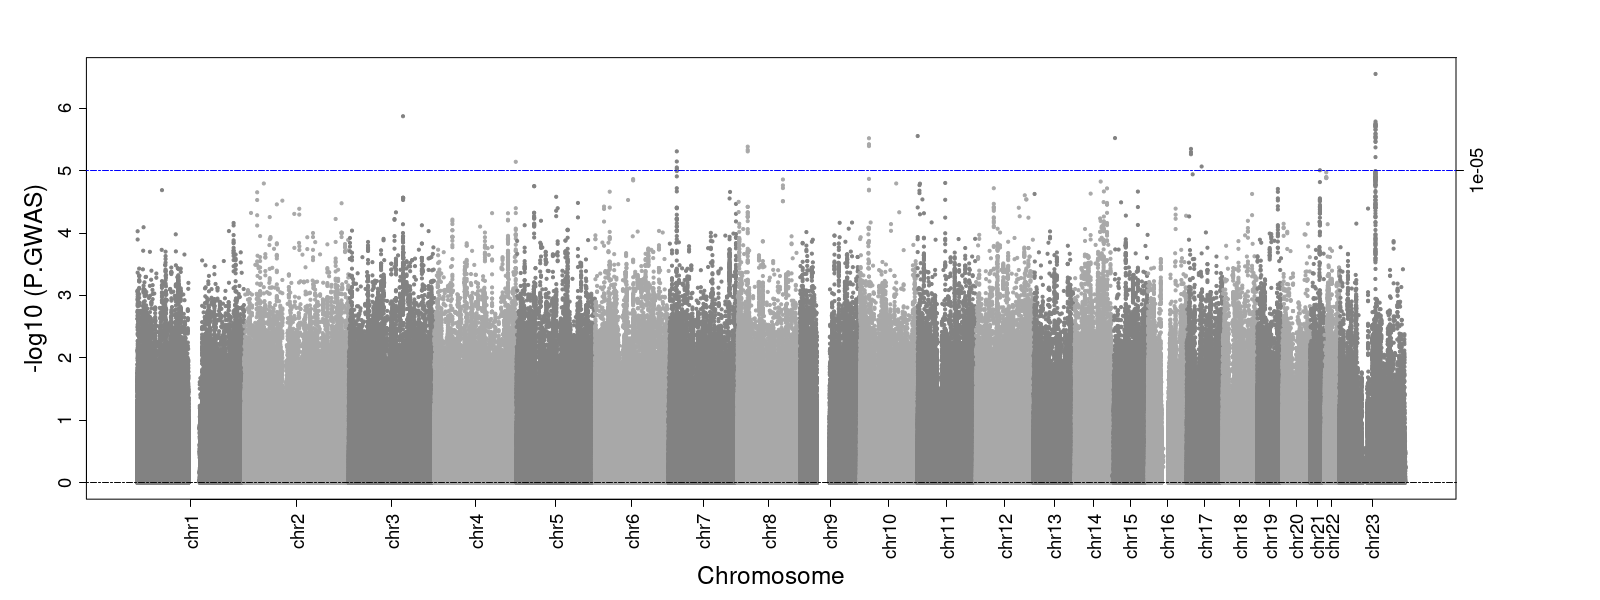 -log10 (P.GWAS)
6
5
4
3
2
1
0
1e-05
chr1 chr2 chr3 chr4 chr5 chr6 chr7 chr8 chr9 chr10 chr11 chr12 chr13 chr14 chr15 chr16 chr17 chr18 chr19 chr20 chr21 chr22 chr23
Chromosome